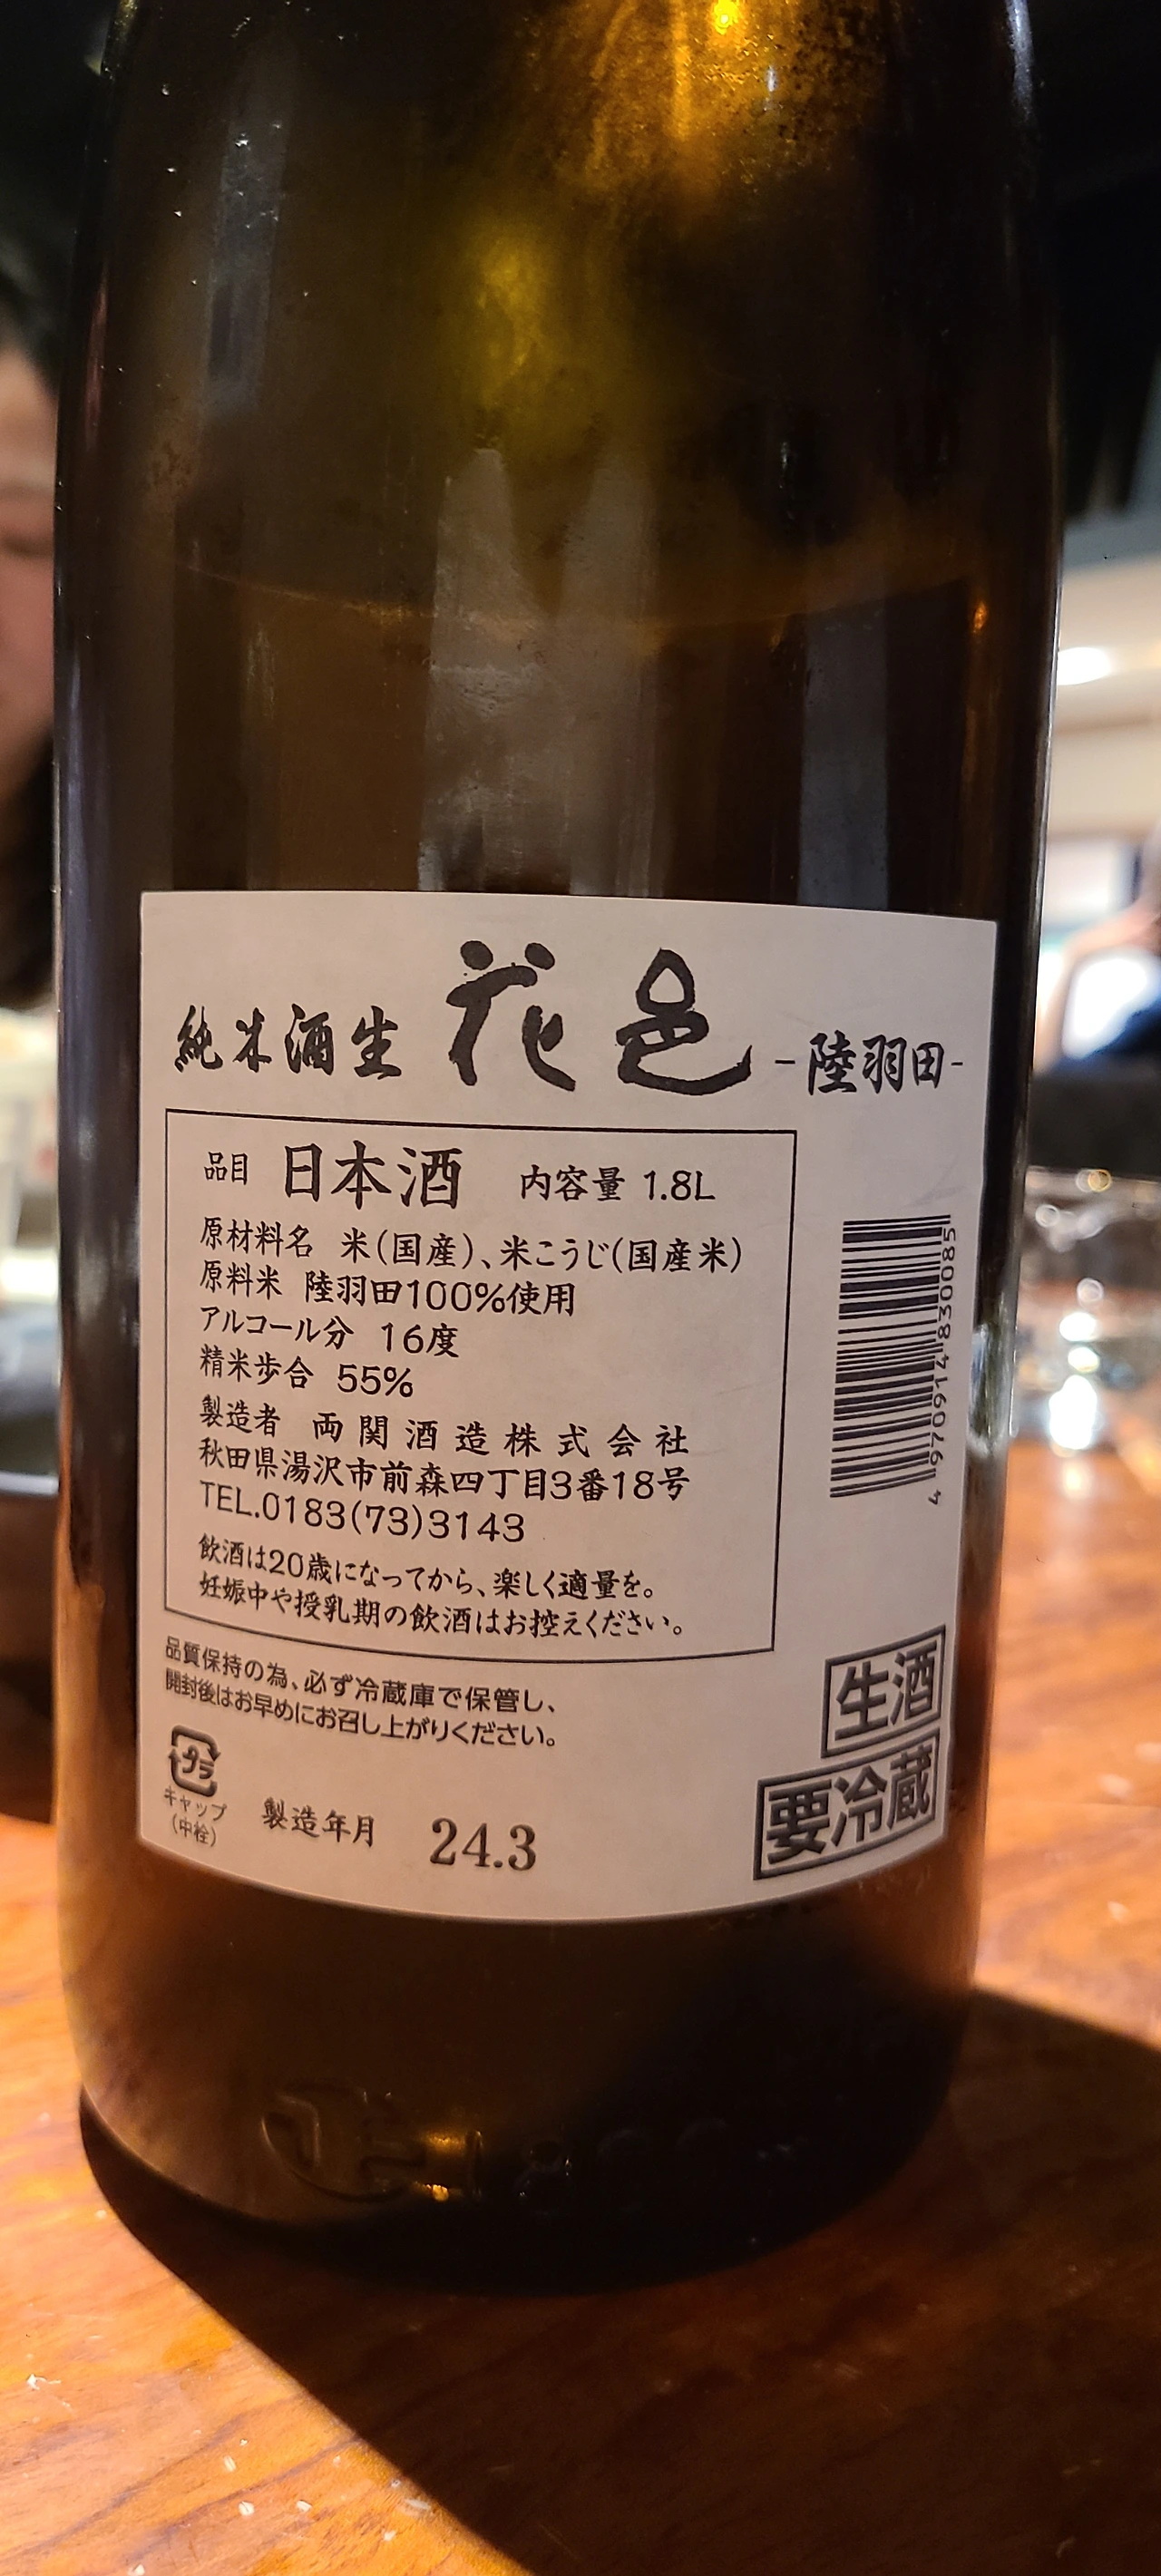 純米酒生 花邑 -陸羽田-
品目 日本酒 内容量 1.8L
原材料名 米(国産)、米こうじ(国産米)
原料米 陸羽田100%使用
アルコール分 16度
精米歩合 55%
製造者 両関酒造株式会社
秋田県湯沢市前森四丁目3番18号
TEL.0183(73)3143
飲酒は20歳になってから、楽しく適量を。
妊娠中や授乳期の飲酒はお控えください。
4 970914 830085
品質保持の為、必ず冷蔵庫で保管し、
開封後はお早めにお召し上がりください。
生酒
要冷蔵
プラ
キャップ
(中栓)
製造年月 24.3